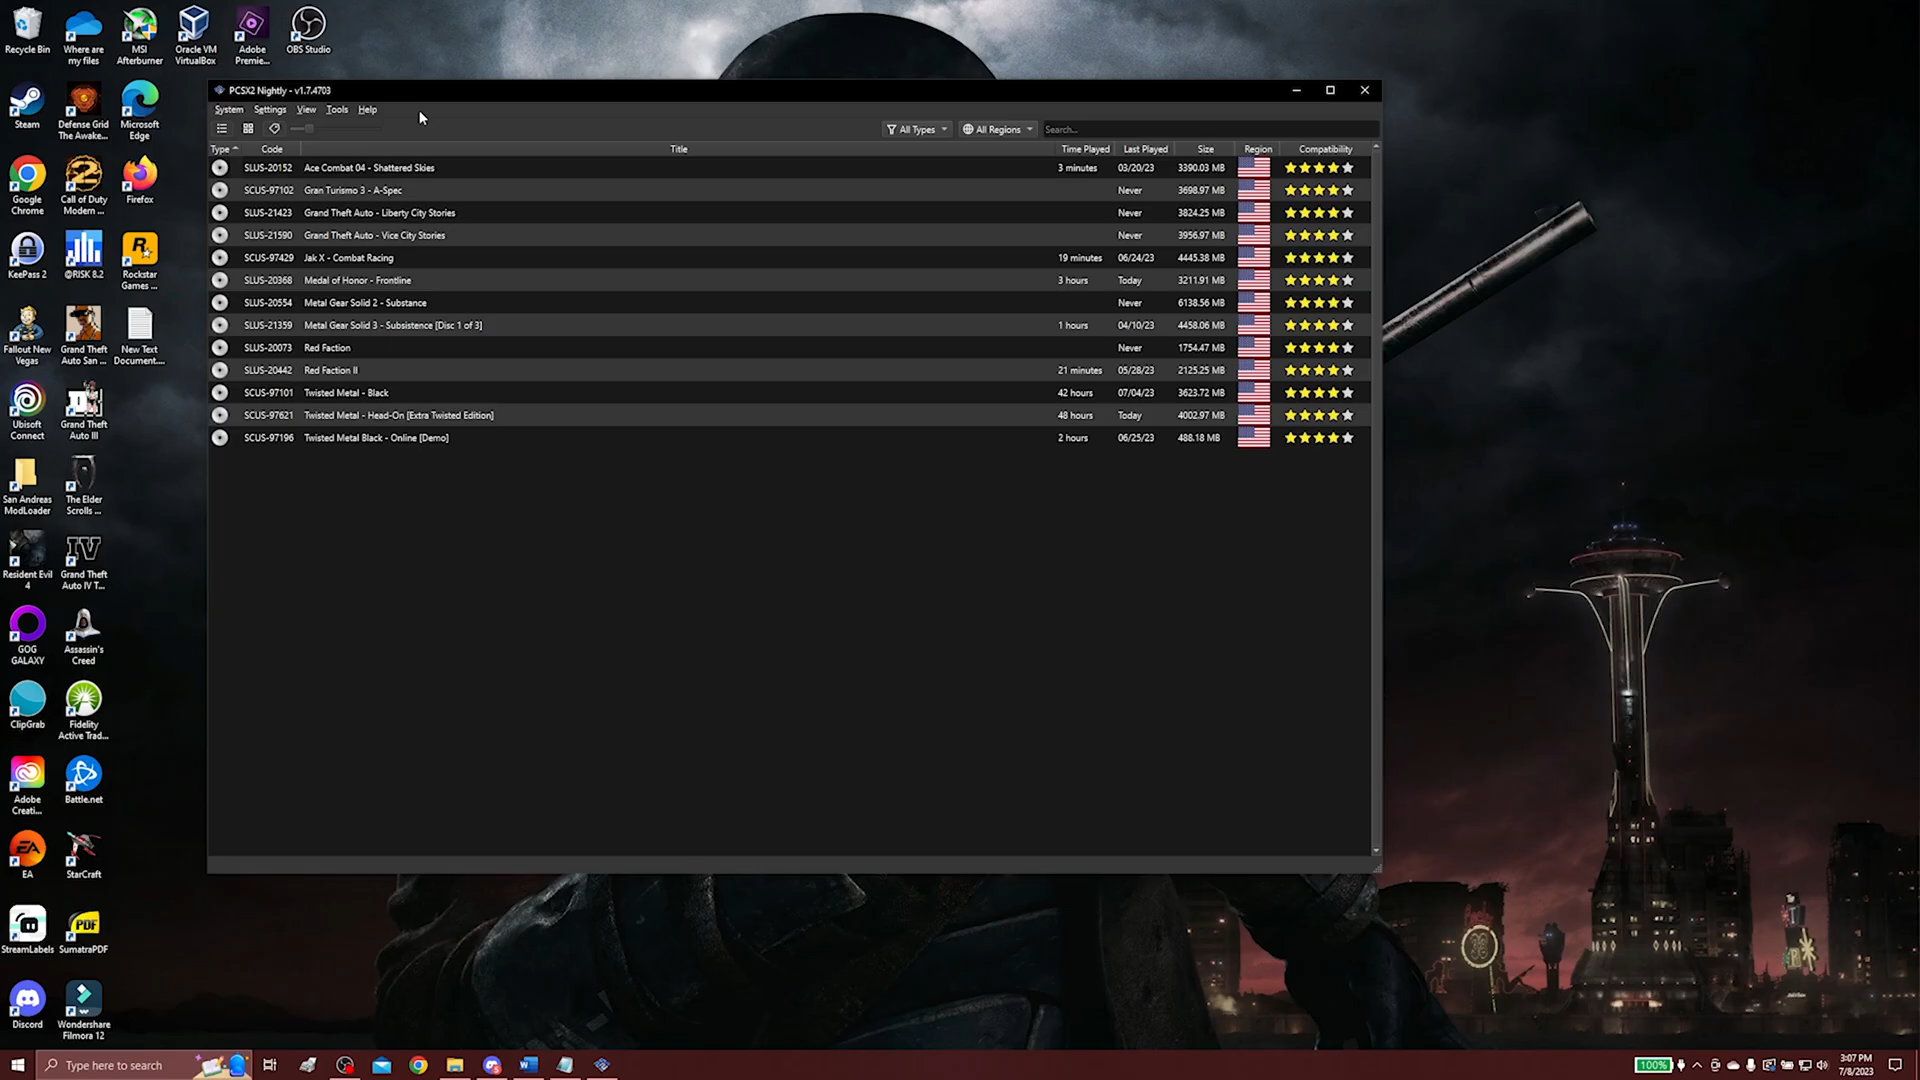 Recycle Bin
Where are my files
MSI Afterburner
Oracle VM VirtualBox
Adobe Premie...
OBS Studio
Steam
Defense Grid The Awake...
Microsoft Edge
Google Chrome
Call of Duty Modern ...
Firefox
KeePass 2
@RISK 8.2
Rockstar Games ...
Fallout New Vegas
Grand Theft Auto San ...
New Text Document...
Ubisoft Connect
Grand Theft Auto III
San Andreas ModLoader
The Elder Scrolls ...
Resident Evil 4
Grand Theft Auto IV T...
GOG GALAXY
Assassin's Creed
ClipGrab
Fidelity Active Trad...
Adobe Creati...
Battle.net
EA
StarCraft
StreamLabels
SumatraPDF
Discord
Wondershare Filmora 12
PCSX2 Nightly - v1.7.4703
System Settings View Tools Help
All Types All Regions Search...
Type Code Title Time Played Last Played Size Region Compatibility
SLUS-20152 Ace Combat 04 - Shattered Skies 3 minutes 03/20/23 3390.03 MB
SCUS-97102 Gran Turismo 3 - A-Spec Never 3698.97 MB
SLUS-21423 Grand Theft Auto - Liberty City Stories Never 3824.25 MB
SLUS-21590 Grand Theft Auto - Vice City Stories Never 3956.97 MB
SCUS-97429 Jak X - Combat Racing 19 minutes 06/24/23 4445.38 MB
SLUS-20368 Medal of Honor - Frontline 3 hours Today 3211.91 MB
SLUS-20554 Metal Gear Solid 2 - Substance Never 6138.56 MB
SLUS-21359 Metal Gear Solid 3 - Subsistence [Disc 1 of 3] 1 hours 04/10/23 4458.06 MB
SLUS-20073 Red Faction Never 1754.47 MB
SLUS-20442 Red Faction II 21 minutes 05/28/23 2125.25 MB
SCUS-97101 Twisted Metal - Black 42 hours 07/04/23 3623.72 MB
SCUS-97621 Twisted Metal - Head-On [Extra Twisted Edition] 48 hours Today 4002.97 MB
SCUS-97196 Twisted Metal Black - Online [Demo] 2 hours 06/25/23 488.18 MB
Type here to search
100%
3:07 PM
7/8/2023